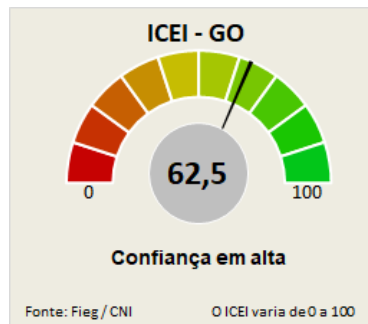 ICEI - GO
62,5
0 100
Confiança em alta
Fonte: Fieg / CNI O ICEI varia de 0 a 100